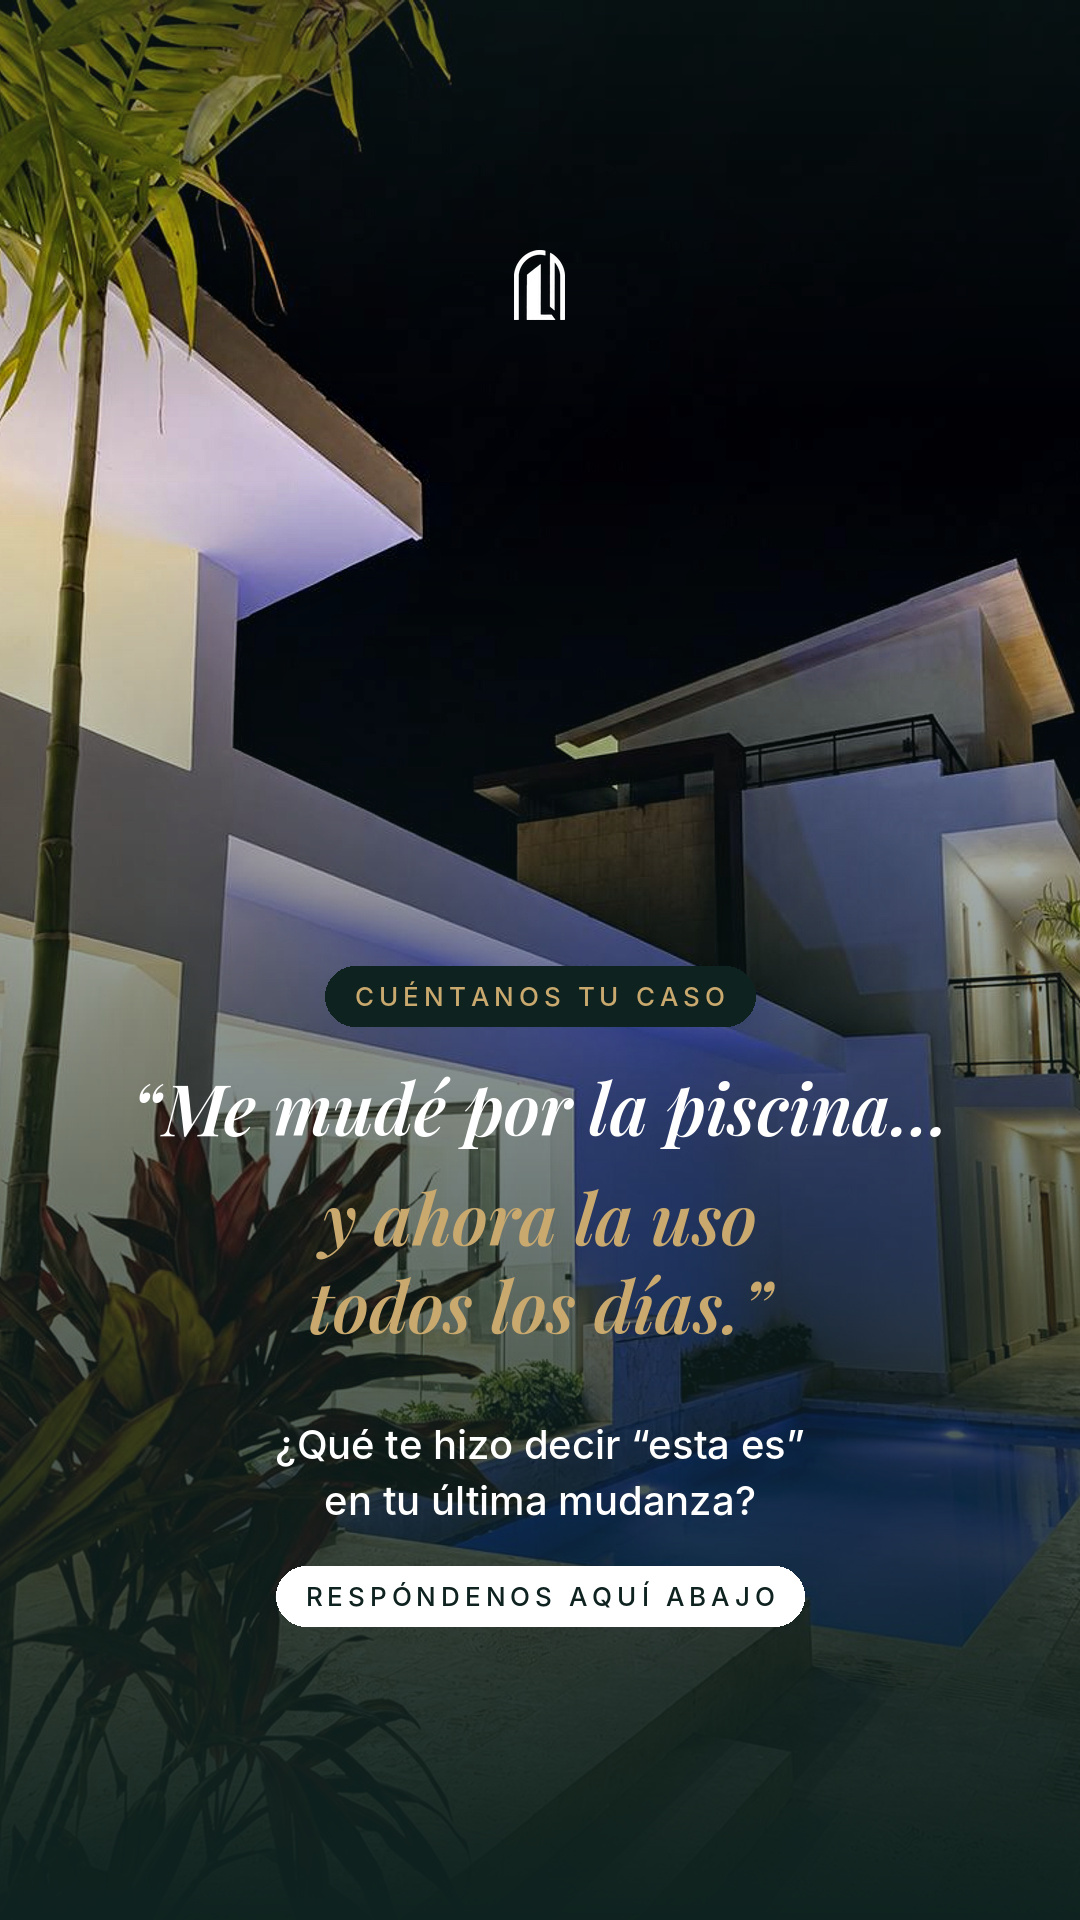 CUÉNTANOS TU CASO
“Me mudé por la piscina...
y ahora la uso
todos los días.”
¿Qué te hizo decir “esta es”
en tu última mudanza?
RESPÓNDENOS AQUÍ ABAJO